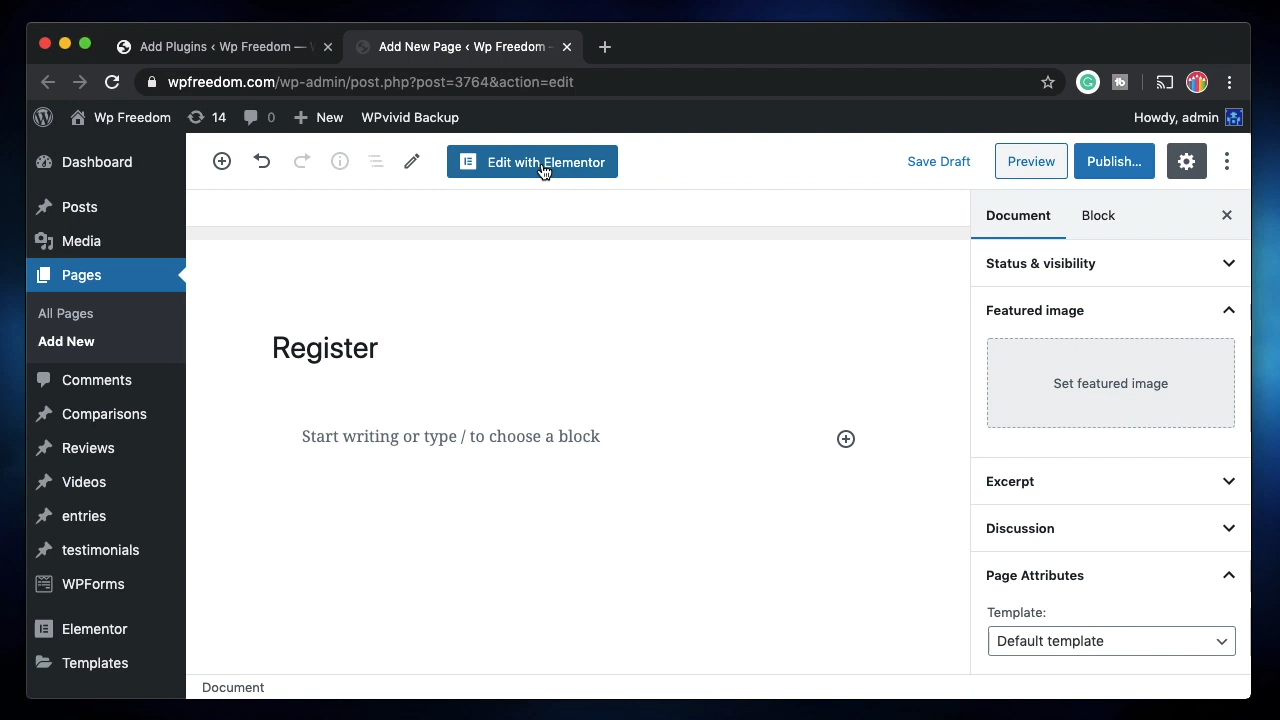 Add Plugins ‹ Wp Freedom —
Add New Page ‹ Wp Freedom
wpfreedom.com/wp-admin/post.php?post=3764&action=edit
Wp Freedom
14
0
New
WPvivid Backup
Howdy, admin
Dashboard
Posts
Media
Pages
All Pages
Add New
Comments
Comparisons
Reviews
Videos
entries
testimonials
WPForms
Elementor
Templates
Edit with Elementor
Save Draft
Preview
Publish...
Register
Start writing or type / to choose a block
Document
Block
Status & visibility
Featured image
Set featured image
Excerpt
Discussion
Page Attributes
Template:
Default template
Document